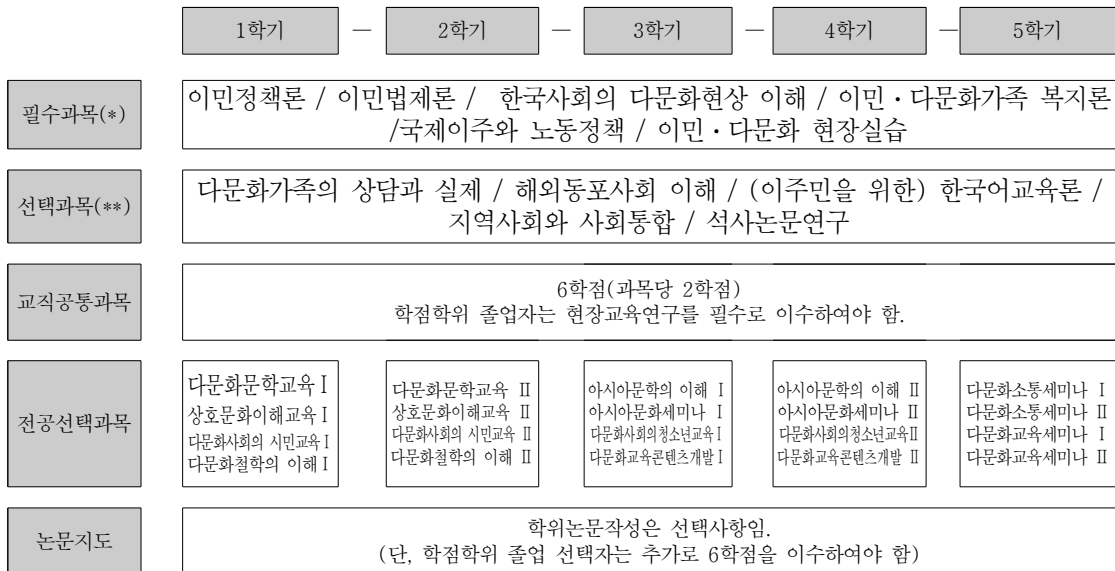 1학기 - 2학기 - 3학기 - 4학기 - 5학기
필수과목(*)
이민정책론 / 이민법제론 / 한국사회의 다문화현상 이해 / 이민・다문화가족 복지론
/국제이주와 노동정책 / 이민・다문화 현장실습
선택과목(**)
다문화가족의 상담과 실제 / 해외동포사회 이해 / (이주민을 위한) 한국어교육론 /
지역사회와 사회통합 / 석사논문연구
교직공통과목
6학점(과목당 2학점)
학점학위 졸업자는 현장교육연구를 필수로 이수하여야 함.
전공선택과목
다문화문학교육Ⅰ
상호문화이해교육Ⅰ
다문화사회의 시민교육Ⅰ
다문화철학의 이해Ⅰ
다문화문학교육 Ⅱ
상호문화이해교육 Ⅱ
다문화사회의 시민교육 Ⅱ
다문화철학의 이해 Ⅱ
아시아문학의 이해 Ⅰ
아시아문화세미나 Ⅰ
다문화사회의청소년교육Ⅰ
다문화교육콘텐츠개발Ⅰ
아시아문학의 이해 Ⅱ
아시아문화세미나 Ⅱ
다문화사회의청소년교육Ⅱ
다문화교육콘텐츠개발 Ⅱ
다문화소통세미나 Ⅰ
다문화소통세미나 Ⅱ
다문화교육세미나 Ⅰ
다문화교육세미나 Ⅱ
논문지도
학위논문작성은 선택사항임.
(단, 학점학위 졸업 선택자는 추가로 6학점을 이수하여야 함)